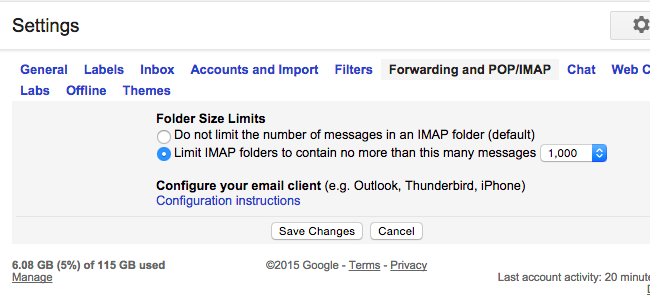 Settings
General Labels Inbox Accounts and Import Filters Forwarding and POP/IMAP Chat Web C
Labs Offline Themes
Folder Size Limits
Do not limit the number of messages in an IMAP folder (default)
Limit IMAP folders to contain no more than this many messages 1,000
Configure your email client (e.g. Outlook, Thunderbird, iPhone)
Configuration instructions
Save Changes Cancel
6.08 GB (5%) of 115 GB used ©2015 Google - Terms - Privacy
Manage
Last account activity: 20 minute